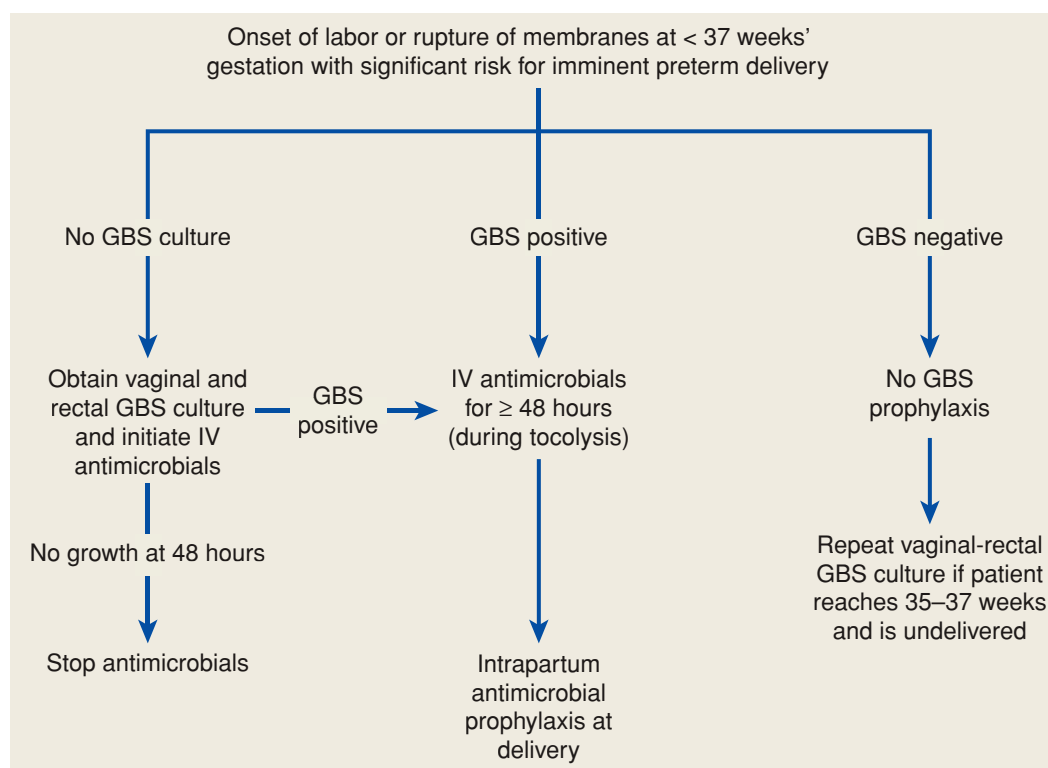 Onset of labor or rupture of membranes at < 37 weeks’
gestation with significant risk for imminent preterm delivery
No GBS culture
GBS positive
GBS negative
Obtain vaginal and
rectal GBS culture
and initiate IV
antimicrobials
GBS
positive
IV antimicrobials
for ≥ 48 hours
(during tocolysis)
No GBS
prophylaxis
No growth at 48 hours
Stop antimicrobials
Intrapartum
antimicrobial
prophylaxis at
delivery
Repeat vaginal-rectal
GBS culture if patient
reaches 35–37 weeks
and is undelivered